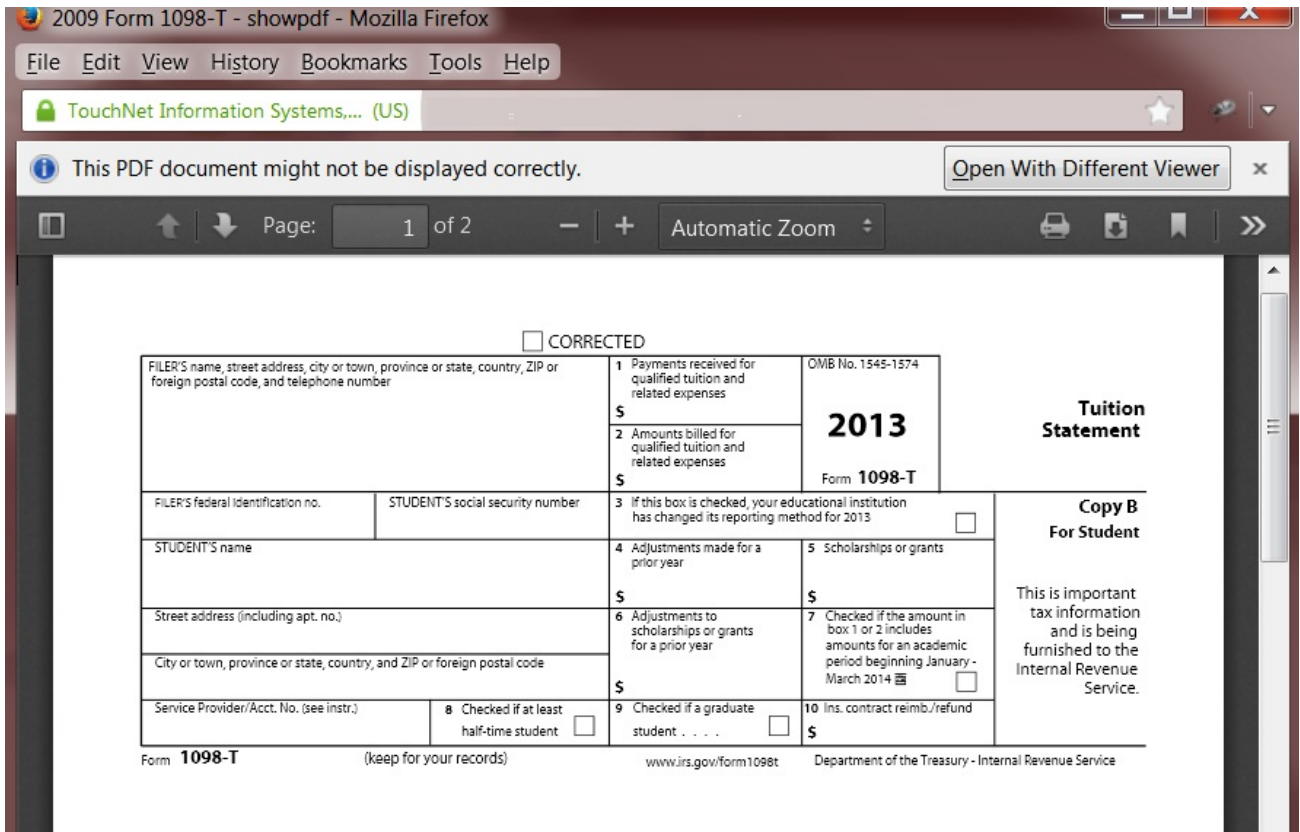 2009 Form 1098-T - showpdf - Mozilla Firefox
File Edit View History Bookmarks Tools Help
TouchNet Information Systems,... (US)
This PDF document might not be displayed correctly.
Open With Different Viewer
Page: 1 of 2
Automatic Zoom
CORRECTED
FILER'S name, street address, city or town, province or state, country, ZIP or
foreign postal code, and telephone number
1 Payments received for
qualified tuition and
related expenses
$
2 Amounts billed for
qualified tuition and
related expenses
$
OMB No. 1545-1574
2013
Form 1098-T
Tuition
Statement
FILER'S federal identification no.
STUDENT'S social security number
3 If this box is checked, your educational institution
has changed its reporting method for 2013
Copy B
For Student
STUDENT'S name
4 Adjustments made for a
prior year
$
5 Scholarships or grants
$
This is important
tax information
and is being
furnished to the
Internal Revenue
Service.
Street address (including apt. no.)
6 Adjustments to
scholarships or grants
for a prior year
$
7 Checked if the amount in
box 1 or 2 includes
amounts for an academic
period beginning January -
March 2014
City or town, province or state, country, and ZIP or foreign postal code
Service Provider/Acct. No. (see instr.)
8 Checked if at least
half-time student
9 Checked if a graduate
student . . . .
10 Ins. contract reimb./refund
$
Form 1098-T
(keep for your records)
www.irs.gov/form1098t
Department of the Treasury - Internal Revenue Service